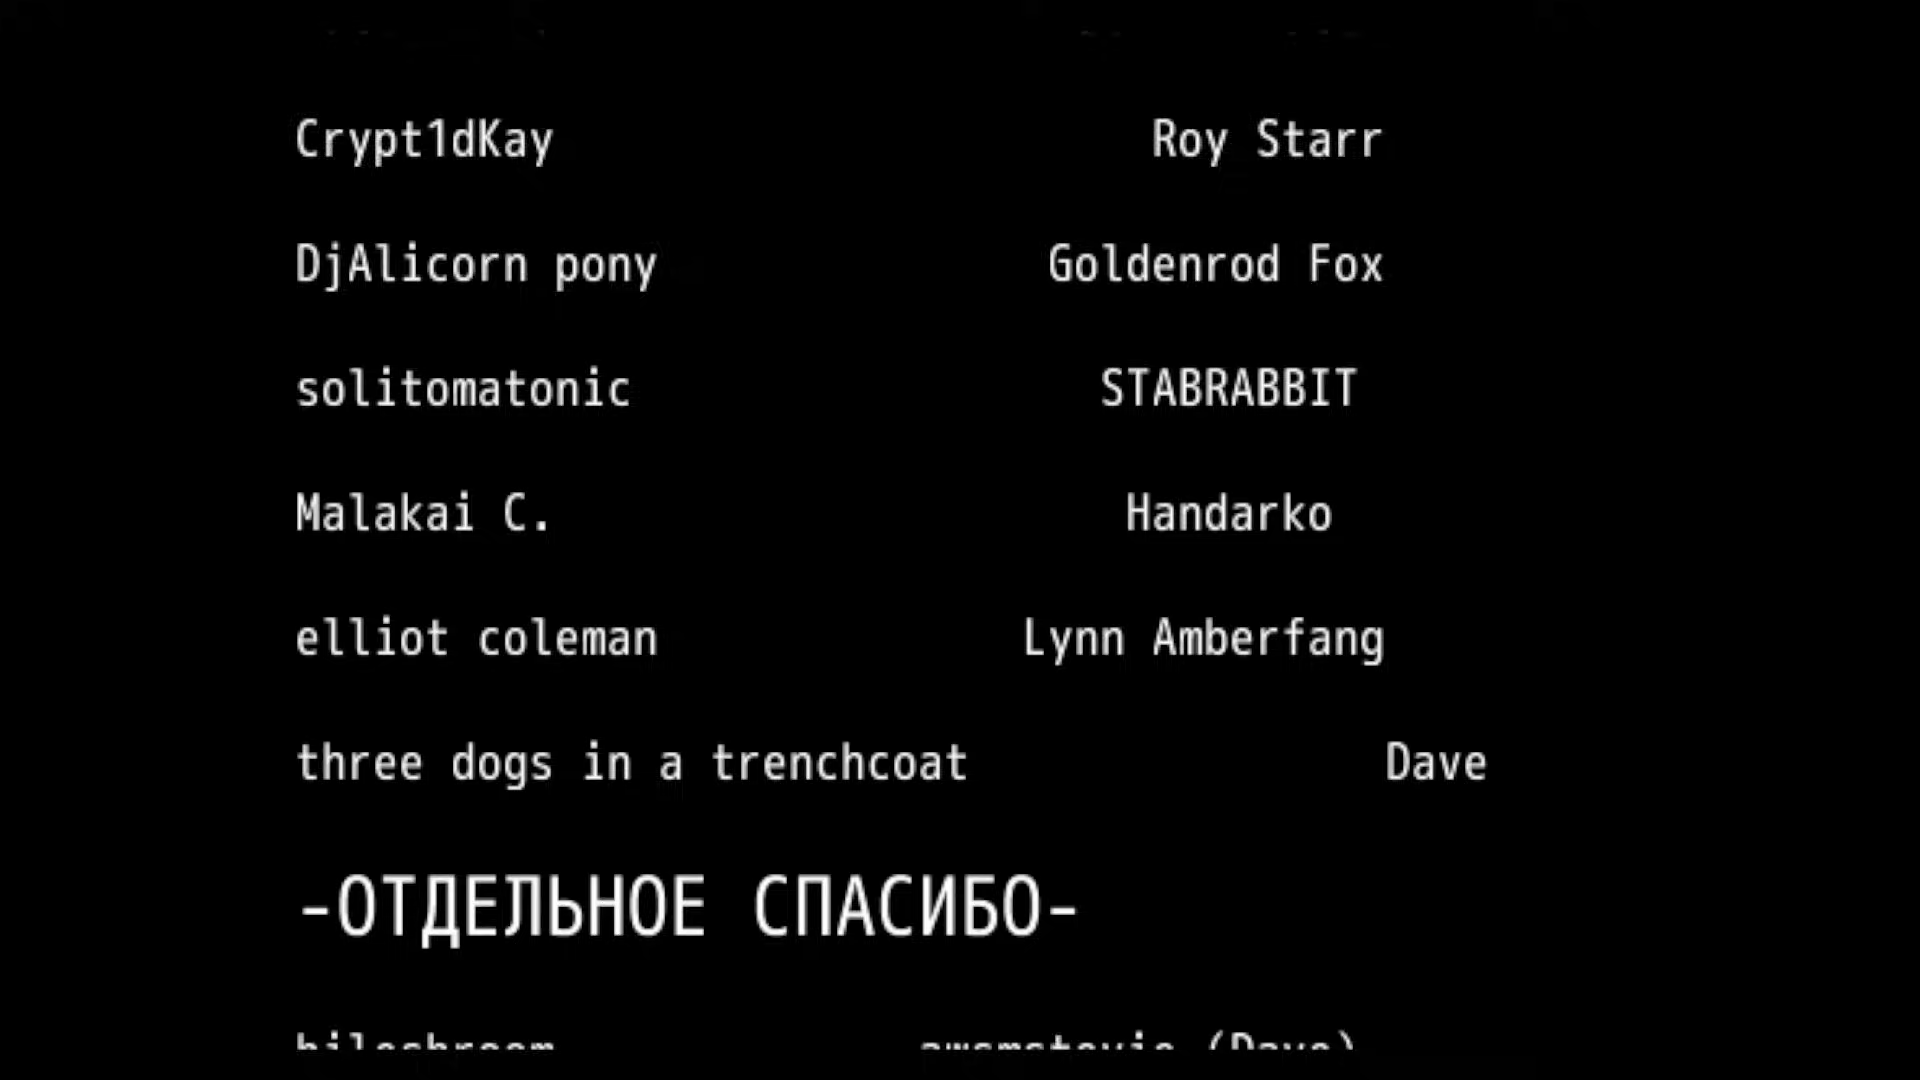 Crypt1dKay Roy Starr
DjAlicorn pony Goldenrod Fox
solitomatonic STABRABBIT
Malakai C. Handarko
elliot coleman Lynn Amberfang
three dogs in a trenchcoat Dave
-ОТДЕЛЬНОЕ СПАСИБО-
(Dave)